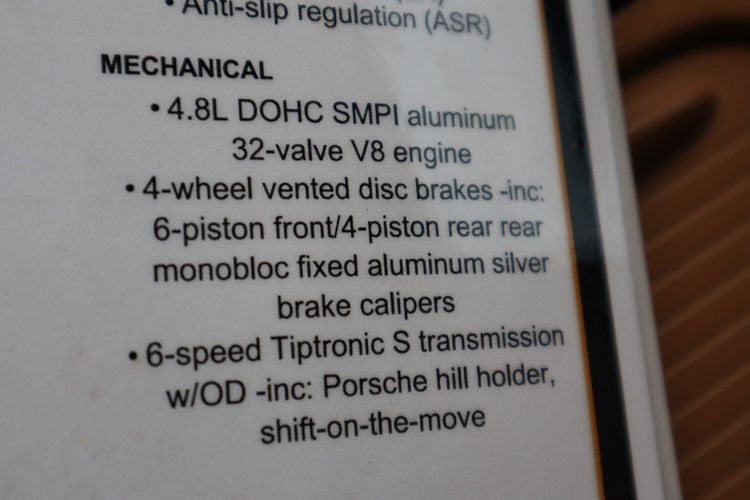 • Anti-slip regulation (ASR)
MECHANICAL
• 4.8L DOHC SMPI aluminum
32-valve V8 engine
• 4-wheel vented disc brakes -inc:
6-piston front/4-piston rear rear
monobloc fixed aluminum silver
brake calipers
• 6-speed Tiptronic S transmission
w/OD -inc: Porsche hill holder,
shift-on-the-move